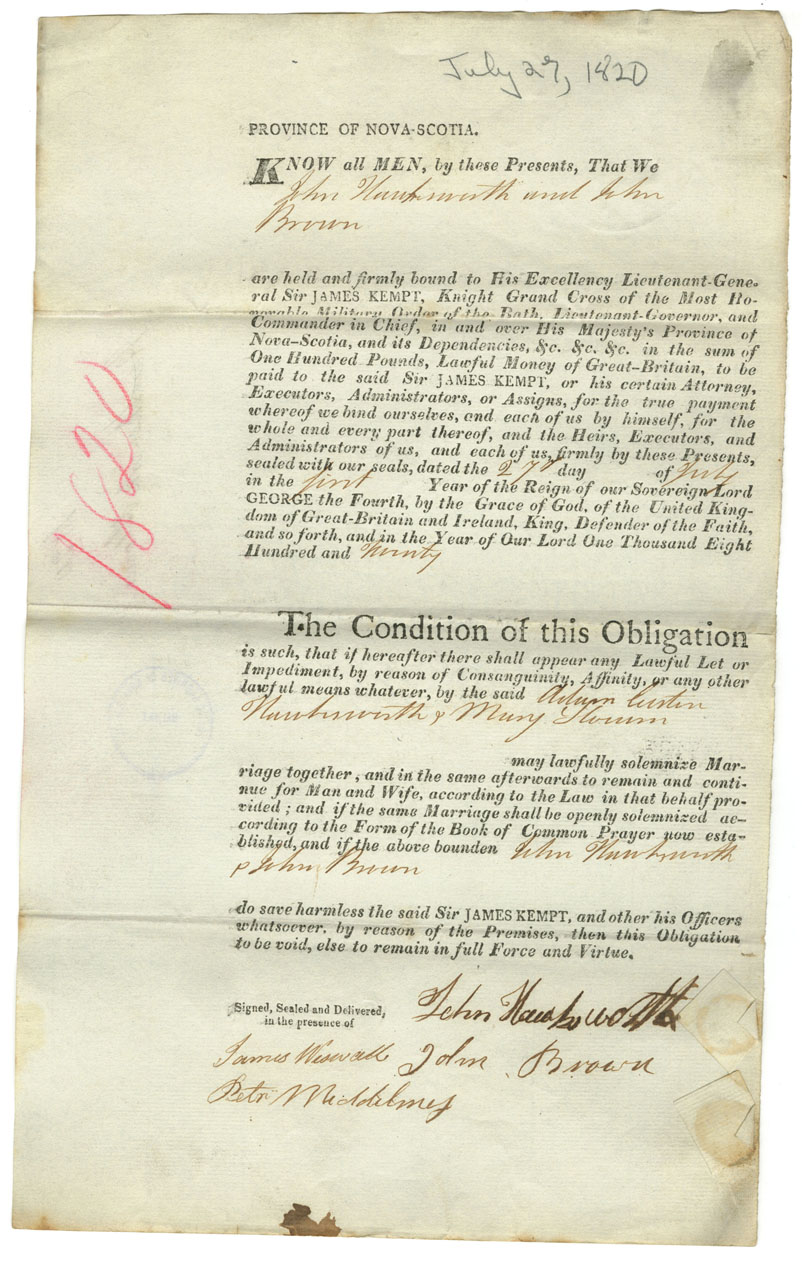 July 27, 1820
PROVINCE OF NOVA-SCOTIA.
KNOW all MEN, by these Presents, That We
John Hawksworth and John
Brown
are held and firmly bound to His Excellency Lieutenant-Gene-
ral Sir JAMES KEMPT, Knight Grand Cross of the Most Ho-
norable Military Order of the Bath, Lieutenant-Governor, and
Commander in Chief, in and over His Majesty's Province of
Nova-Scotia, and its Dependencies, &c. &c. &c. in the sum of
One Hundred Pounds, Lawful Money of Great-Britain, to be
paid to the said Sir JAMES KEMPT, or his certain Attorney,
Executors, Administrators, or Assigns, for the true payment
whereof we bind ourselves, and each of us by himself, for the
whole and every part thereof, and the Heirs, Executors, and
Administrators of us, and each of us, firmly by these Presents,
sealed with our seals, dated the 27th day of July
in the first Year of the Reign of our Sovereign Lord
GEORGE the Fourth, by the Grace of God, of the United King-
dom of Great-Britain and Ireland, King, Defender of the Faith,
and so forth, and in the Year of Our Lord One Thousand Eight
Hundred and twenty
1820
The Condition of this Obligation
is such, that if hereafter there shall appear any Lawful Let or
Impediment, by reason of Consanguinity, Affinity, or any other
lawful means whatever, by the said Adam
Hawksworth & Mary
may lawfully solemnize Mar-
riage together, and in the same afterwards to remain and conti-
nue for Man and Wife, according to the Law in that behalf pro-
vided; and if the same Marriage shall be openly solemnized ac-
cording to the Form of the Book of Common Prayer now esta-
blished, and if the above bounden John Hawksworth
& John Brown
do save harmless the said Sir JAMES KEMPT, and other his Officers
whatsoever. by reason of the Premises, then this Obligation
to be void, else to remain in full Force and Virtue.
Signed, Sealed and Delivered,
in the presence of
John Hawksworth
James Wiswall John Brown
Petr